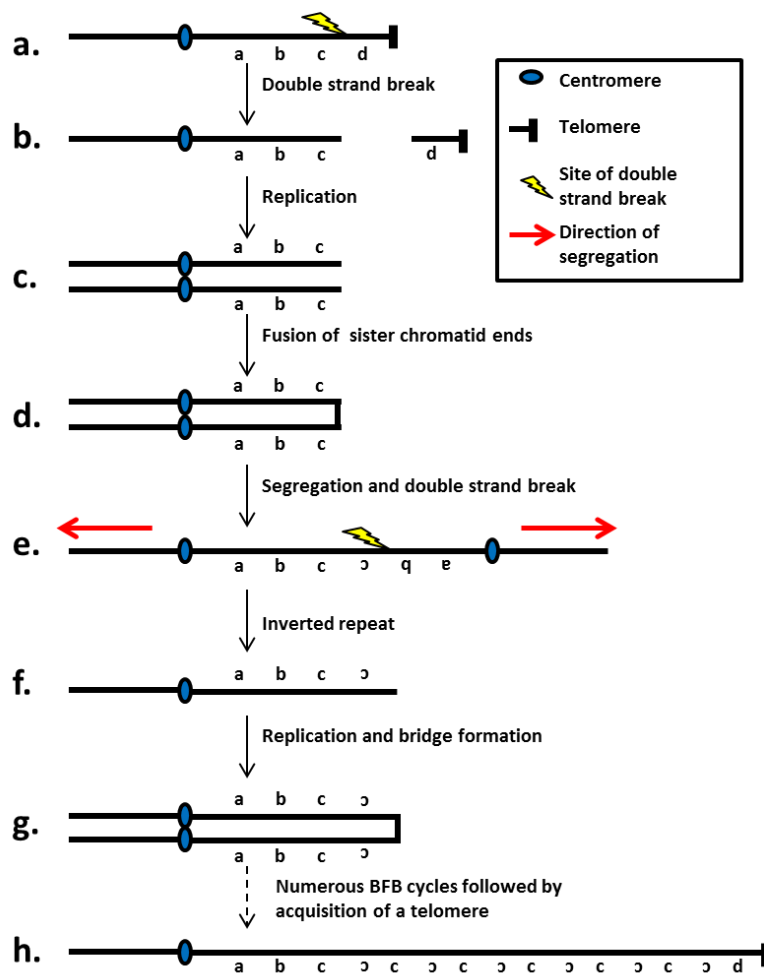 a.
a b c d
Double strand break
b.
a b c d
Replication
a b c
c.
a b c
Fusion of sister chromatid ends
a b c
d.
a b c
Segregation and double strand break
e.
a b c ɔ q ɐ
Inverted repeat
a b c ɔ
f.
Replication and bridge formation
a b c ɔ
g.
a b c ɔ
Numerous BFB cycles followed by
acquisition of a telomere
h.
a b c ɔ c ɔ c ɔ c ɔ c ɔ c ɔ d
Centromere
Telomere
Site of double
strand break
Direction of
segregation